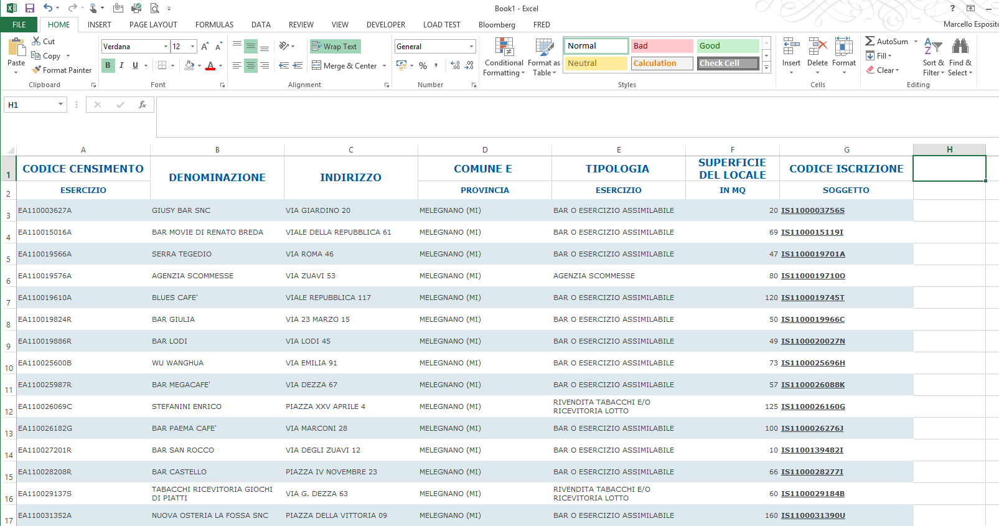 Book1 - Excel
?
FILE HOME INSERT PAGE LAYOUT FORMULAS DATA REVIEW VIEW DEVELOPER LOAD TEST Bloomberg FRED
Marcello Esposito
Paste
Cut
Copy
Format Painter
Clipboard
Verdana 12
B I U A
Font
Wrap Text
Merge & Center
Alignment
General
% ,
Number
Conditional Formatting
Format as Table
Normal Bad Good
Neutral Calculation Check Cell
Styles
Insert Delete Format
Cells
AutoSum
Fill
Clear
Sort & Filter
Find & Select
Editing
H1 fx
A B C D E F G H
1 CODICE CENSIMENTO DENOMINAZIONE INDIRIZZO COMUNE E TIPOLOGIA SUPERFICIE DEL LOCALE CODICE ISCRIZIONE
2 ESERCIZIO PROVINCIA ESERCIZIO IN MQ SOGGETTO
3 EA110003627A GIUSY BAR SNC VIA GIARDINO 20 MELEGNANO (MI) BAR O ESERCIZIO ASSIMILABILE 20 IS1100003756S
4 EA110015016A BAR MOVIE DI RENATO BREDA VIALE DELLA REPUBBLICA 61 MELEGNANO (MI) BAR O ESERCIZIO ASSIMILABILE 69 IS1100015119I
5 EA110019566A SERRA TEGEDIO VIA ROMA 46 MELEGNANO (MI) BAR O ESERCIZIO ASSIMILABILE 47 IS1100019701A
6 EA110019576A AGENZIA SCOMMESSE VIA ZUAVI 53 MELEGNANO (MI) AGENZIA SCOMMESSE 80 IS1100019710O
7 EA110019610A BLUES CAFE' VIALE REPUBBLICA 117 MELEGNANO (MI) BAR O ESERCIZIO ASSIMILABILE 120 IS1100019745T
8 EA110019824R BAR GIULIA VIA 23 MARZO 15 MELEGNANO (MI) BAR O ESERCIZIO ASSIMILABILE 50 IS1100019966C
9 EA110019886R BAR LODI VIA LODI 45 MELEGNANO (MI) BAR O ESERCIZIO ASSIMILABILE 49 IS1100020027N
10 EA110025600B WU WANGHUA VIA EMILIA 91 MELEGNANO (MI) BAR O ESERCIZIO ASSIMILABILE 73 IS1100025696H
11 EA110025987R BAR MEGACAFE' VIA DEZZA 67 MELEGNANO (MI) BAR O ESERCIZIO ASSIMILABILE 57 IS1100026088K
12 EA110026069C STEFANINI ENRICO PIAZZA XXV APRILE 4 MELEGNANO (MI) RIVENDITA TABACCHI E/O RICEVITORIA LOTTO 125 IS1100026160G
13 EA110026182G BAR PAEMA CAFE' VIA MARCONI 28 MELEGNANO (MI) BAR O ESERCIZIO ASSIMILABILE 100 IS1100026276J
14 EA110027201R BAR SAN ROCCO VIA DEGLI ZUAVI 12 MELEGNANO (MI) BAR O ESERCIZIO ASSIMILABILE 10 IS1100139482I
15 EA110028208R BAR CASTELLO PIAZZA IV NOVEMBRE 23 MELEGNANO (MI) BAR O ESERCIZIO ASSIMILABILE 66 IS1100028277I
16 EA110029137S TABACCHI RICEVITORIA GIOCHI DI PIATTI VIA G. DEZZA 63 MELEGNANO (MI) RIVENDITA TABACCHI E/O RICEVITORIA LOTTO 60 IS1100029184B
17 EA110031352A NUOVA OSTERIA LA FOSSA SNC PIAZZA DELLA VITTORIA 09 MELEGNANO (MI) BAR O ESERCIZIO ASSIMILABILE 160 IS1100031390U